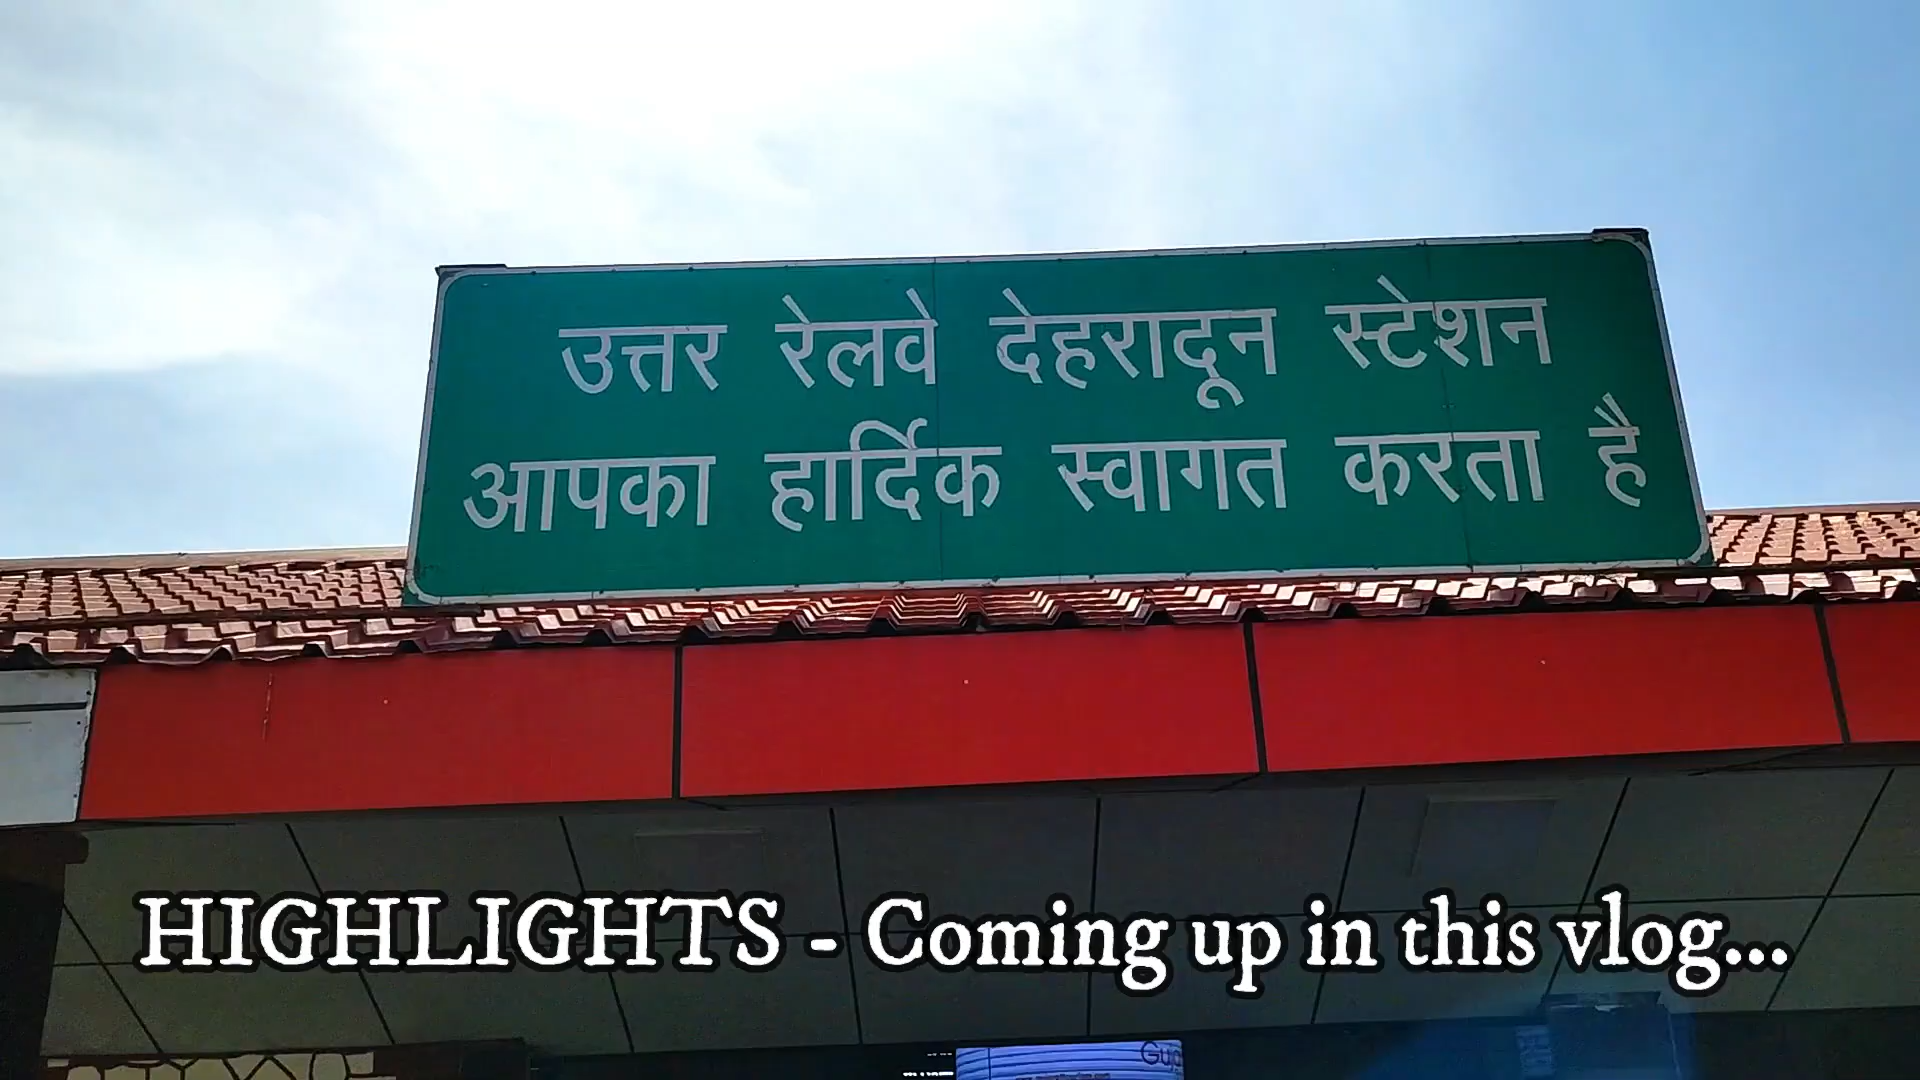 उत्तर रेलवे देहरादून स्टेशन
आपका हार्दिक स्वागत करता है
HIGHLIGHTS - Coming up in this vlog...